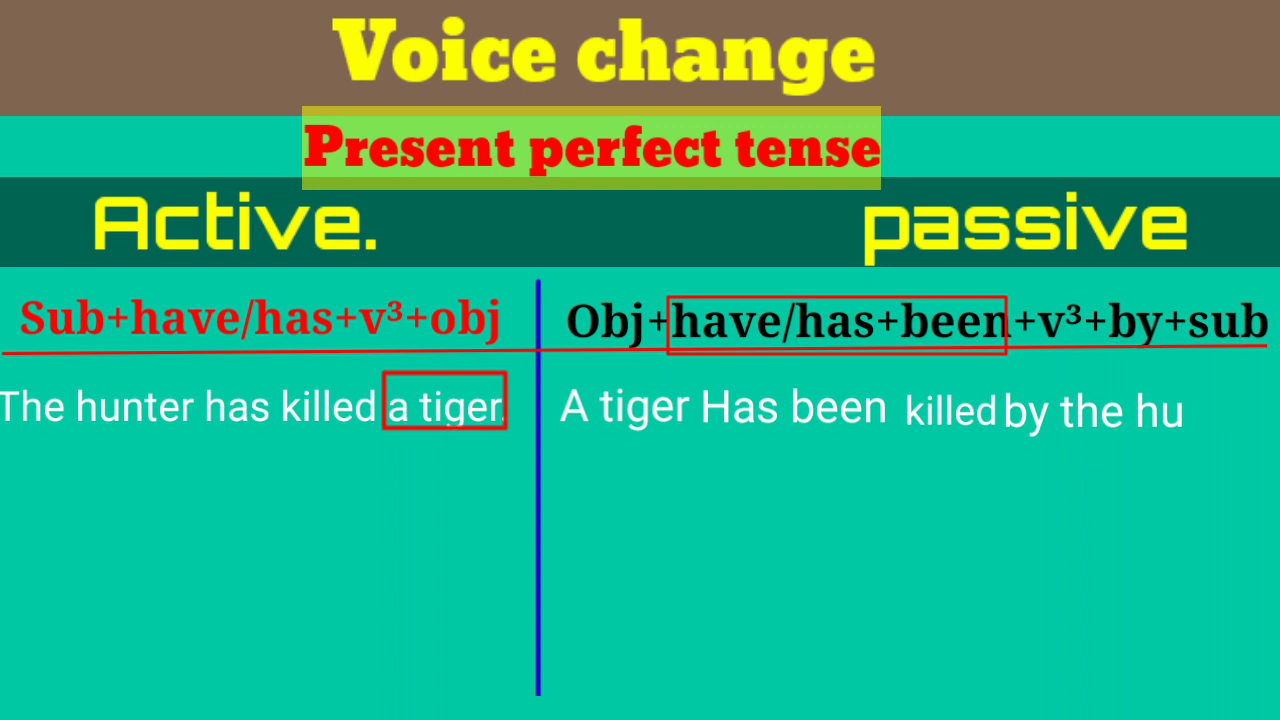 Voice change
Present perfect tense
Active.
passive
Sub+have/has+v³+obj
Obj+have/has+been+v³+by+sub
The hunter has killed a tiger.
A tiger Has been killed by the hu